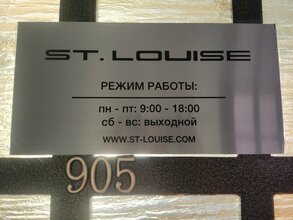 ST. LOUISE
РЕЖИМ РАБОТЫ:
пн - пт: 9:00 - 18:00
сб - вс: выходной
WWW.ST-LOUISE.COM
905